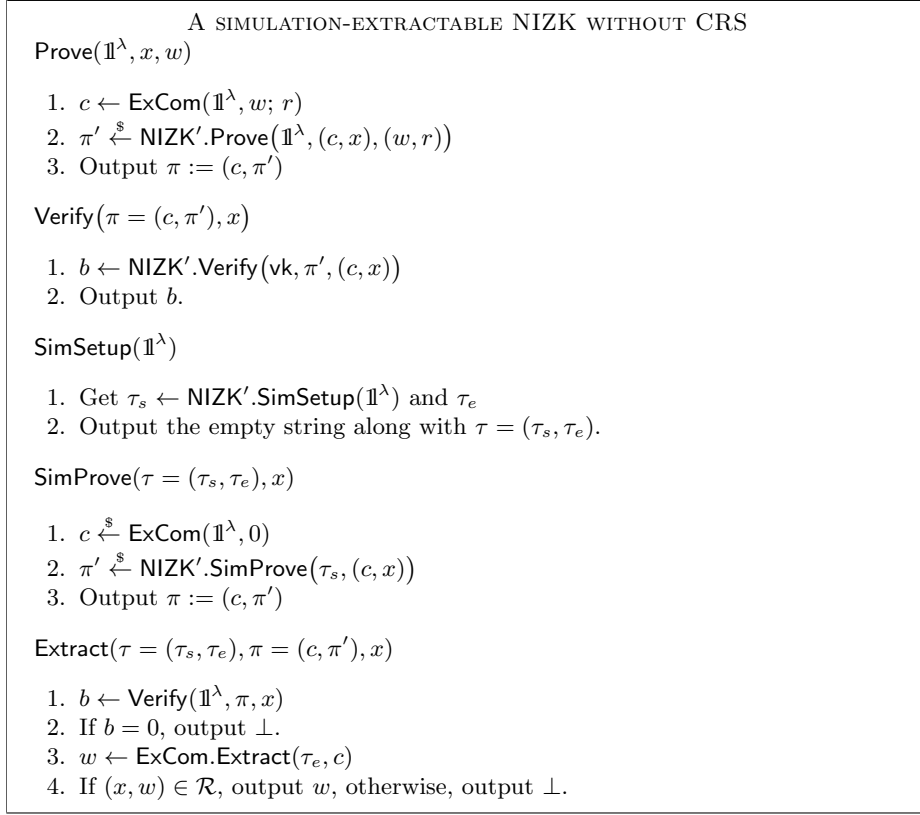 A SIMULATION-EXTRACTABLE NIZK WITHOUT CRS
Prove(𝟙^λ, x, w)
1. c ← ExCom(𝟙^λ, w; r)
2. π′ ←$ NIZK′.Prove(𝟙^λ, (c, x), (w, r))
3. Output π := (c, π′)
Verify(π = (c, π′), x)
1. b ← NIZK′.Verify(vk, π′, (c, x))
2. Output b.
SimSetup(𝟙^λ)
1. Get τ_s ← NIZK′.SimSetup(𝟙^λ) and τ_e
2. Output the empty string along with τ = (τ_s, τ_e).
SimProve(τ = (τ_s, τ_e), x)
1. c ←$ ExCom(𝟙^λ, 0)
2. π′ ←$ NIZK′.SimProve(τ_s, (c, x))
3. Output π := (c, π′)
Extract(τ = (τ_s, τ_e), π = (c, π′), x)
1. b ← Verify(𝟙^λ, π, x)
2. If b = 0, output ⊥.
3. w ← ExCom.Extract(τ_e, c)
4. If (x, w) ∈ ℛ, output w, otherwise, output ⊥.